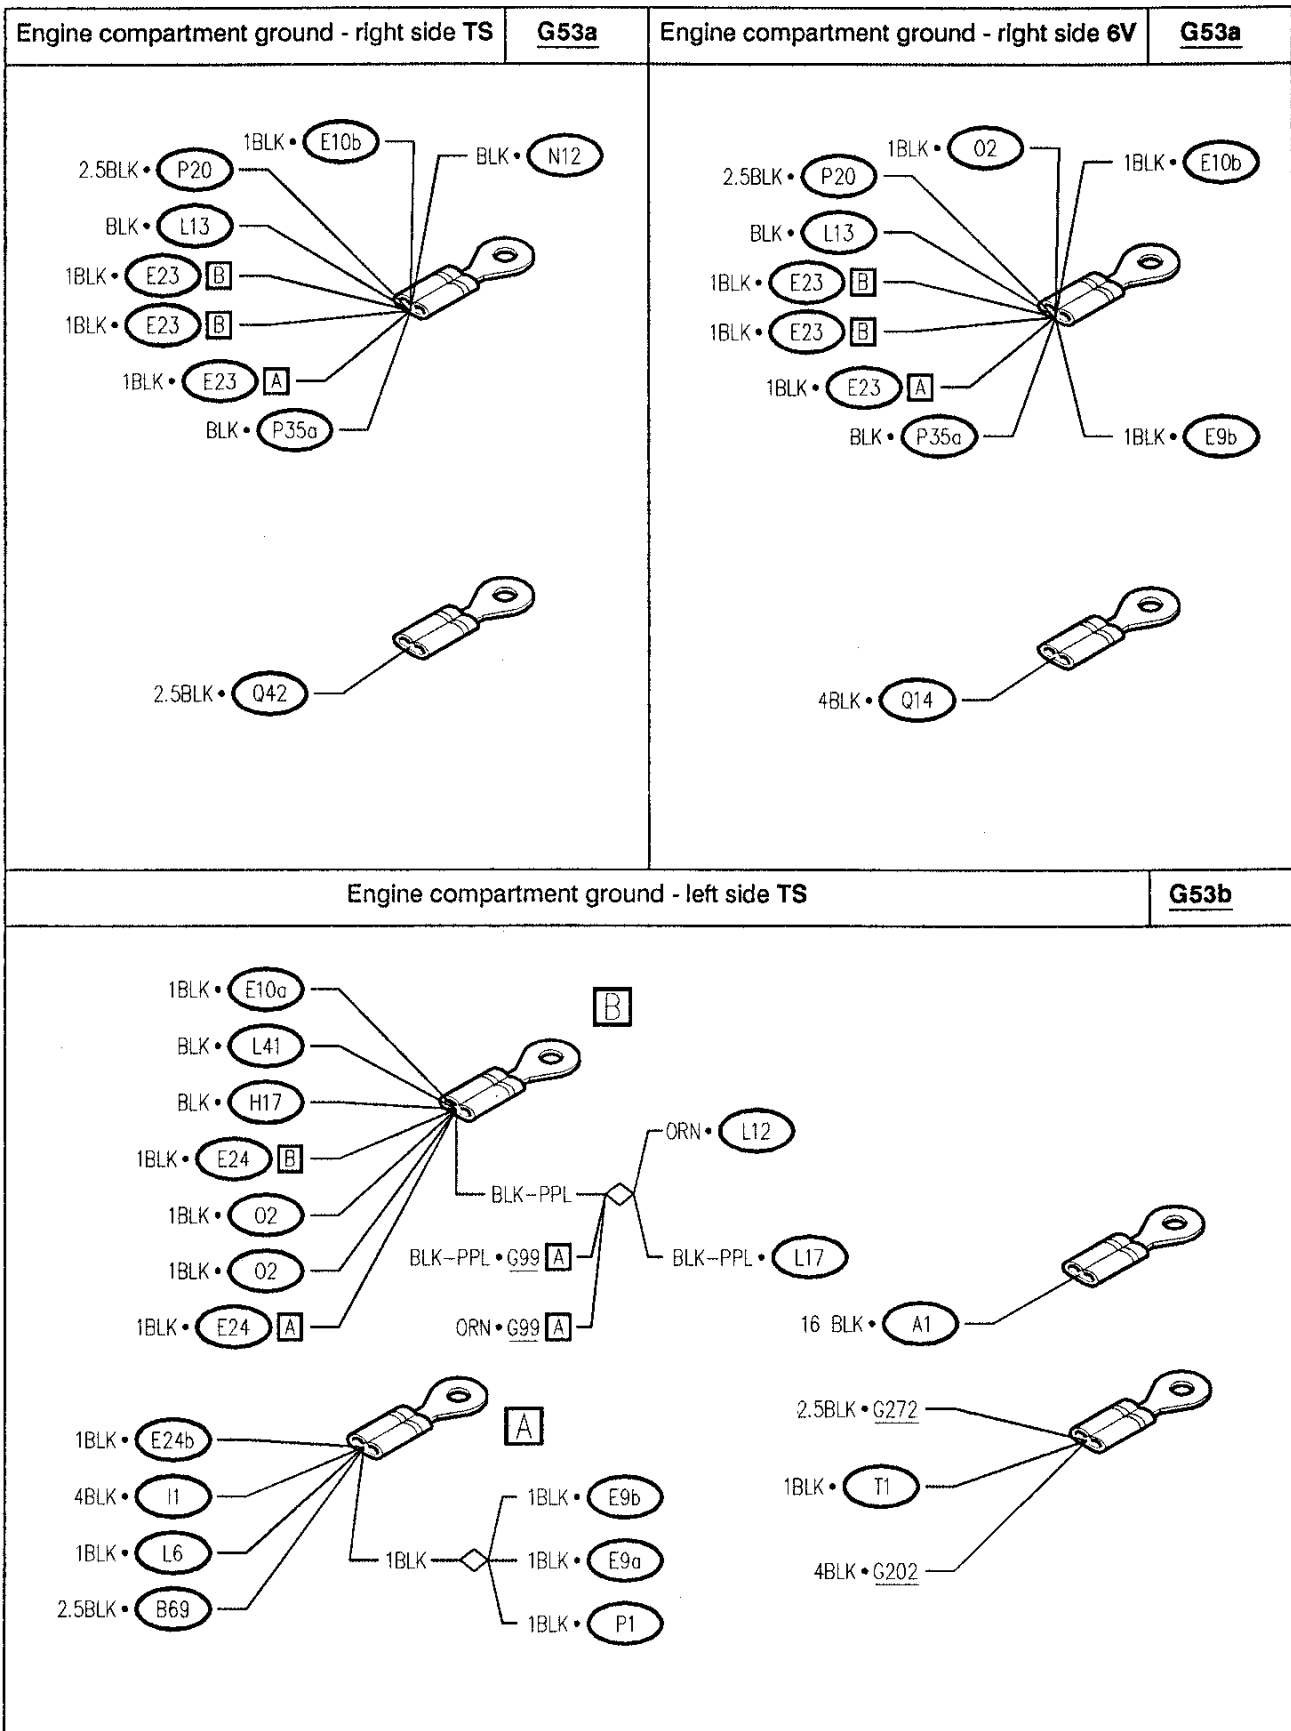 Engine compartment ground - right side TS
G53a
1BLK • E10b
BLK • N12
2.5BLK • P20
BLK • L13
1BLK • E23 B
1BLK • E23 B
1BLK • E23 A
BLK • P35a
2.5BLK • Q42
Engine compartment ground - right side 6V
G53a
1BLK • O2
1BLK • E10b
2.5BLK • P20
BLK • L13
1BLK • E23 B
1BLK • E23 B
1BLK • E23 A
BLK • P35a
1BLK • E9b
4BLK • Q14
Engine compartment ground - left side TS
G53b
1BLK • E10a
B
BLK • L41
BLK • H17
1BLK • E24 B
1BLK • O2
1BLK • O2
1BLK • E24 A
ORN • L12
BLK-PPL
BLK-PPL • G99 A
BLK-PPL • L17
ORN • G99 A
16 BLK • A1
A
1BLK • E24b
4BLK • I1
1BLK • L6
2.5BLK • B69
1BLK
1BLK • E9b
1BLK • E9a
1BLK • P1
2.5BLK • G272
1BLK • T1
4BLK • G202